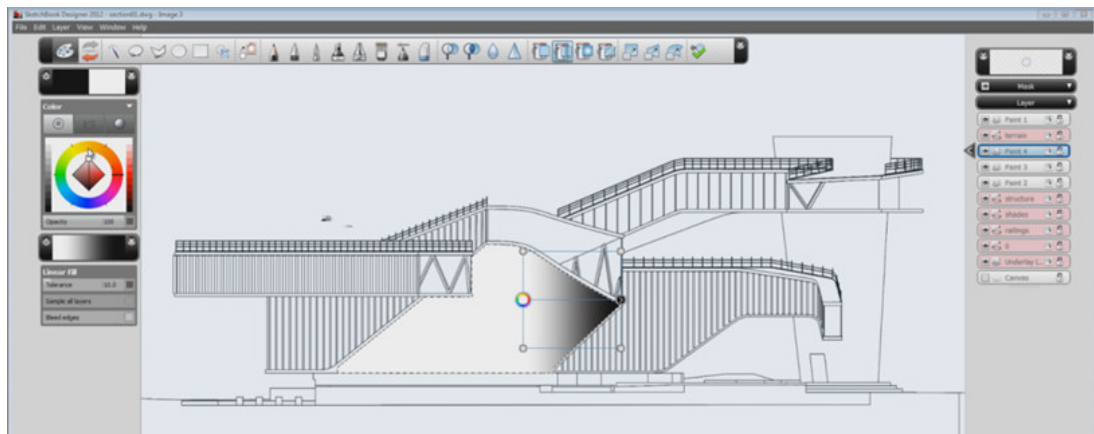 SketchBook Designer 2012 - section01.dwg - Image 3
File Edit Layer View Window Help
Color
Opacity 100
Linear Fill
Tolerance 10.0
Sample all layers
Bleed edges
Mask
Layer
Paint 1
terrain
Paint 4
Paint 3
Paint 2
structure
shades
railings
0
Underlay L...
Canvas